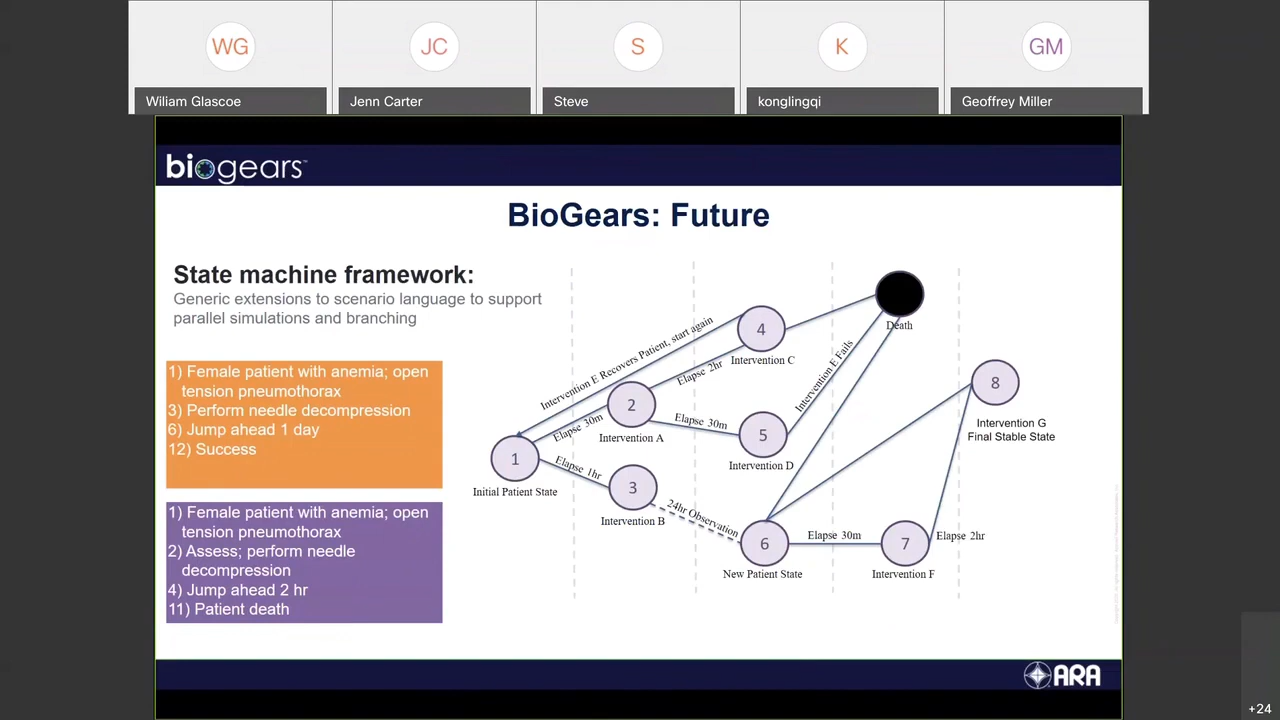 WG
JC
S
K
GM
Wiliam Glascoe
Jenn Carter
Steve
konglingqi
Geoffrey Miller
biogears™
BioGears: Future
State machine framework:
Generic extensions to scenario language to support
parallel simulations and branching
1) Female patient with anemia; open
tension pneumothorax
3) Perform needle decompression
6) Jump ahead 1 day
12) Success
1) Female patient with anemia; open
tension pneumothorax
2) Assess; perform needle
decompression
4) Jump ahead 2 hr
11) Patient death
Death
4
Intervention C
Intervention E Recovers Patient, start again
Elapse 2hr
Intervention E Fails
8
Intervention G
Final Stable State
2
Intervention A
Elapse 30m
Elapse 30m
5
Intervention D
1
Initial Patient State
Elapse 1hr
3
Intervention B
24hr Observation
6
New Patient State
Elapse 30m
7
Intervention F
Elapse 2hr
ARA
+24